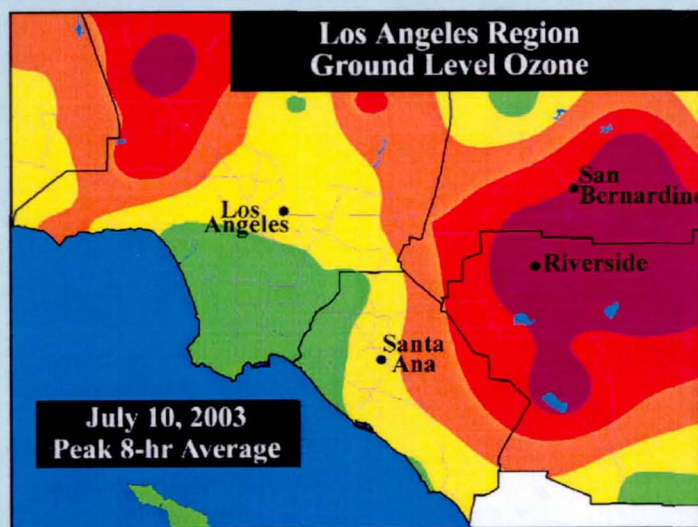 Los Angeles Region
Ground Level Ozone
San
Bernardino
Los
Angeles
Riverside
Santa
Ana
July 10, 2003
Peak 8-hr Average